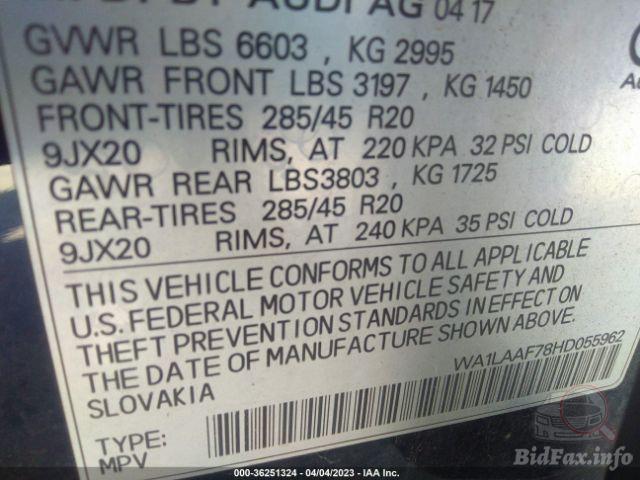 BY AUDI AG 04 17
GVWR LBS 6603 , KG 2995
GAWR FRONT LBS 3197 , KG 1450
FRONT-TIRES 285/45 R20
9JX20 RIMS, AT 220 KPA 32 PSI COLD
GAWR REAR LBS3803 , KG 1725
REAR-TIRES 285/45 R20
9JX20 RIMS, AT 240 KPA 35 PSI COLD
THIS VEHICLE CONFORMS TO ALL APPLICABLE
U.S. FEDERAL MOTOR VEHICLE SAFETY AND
THEFT PREVENTION STANDARDS IN EFFECT ON
THE DATE OF MANUFACTURE SHOWN ABOVE.
SLOVAKIA
WA1LAAF78HD055962
TYPE:
MPV
000-36251324 - 04/04/2023 - IAA Inc.
BidFax.info